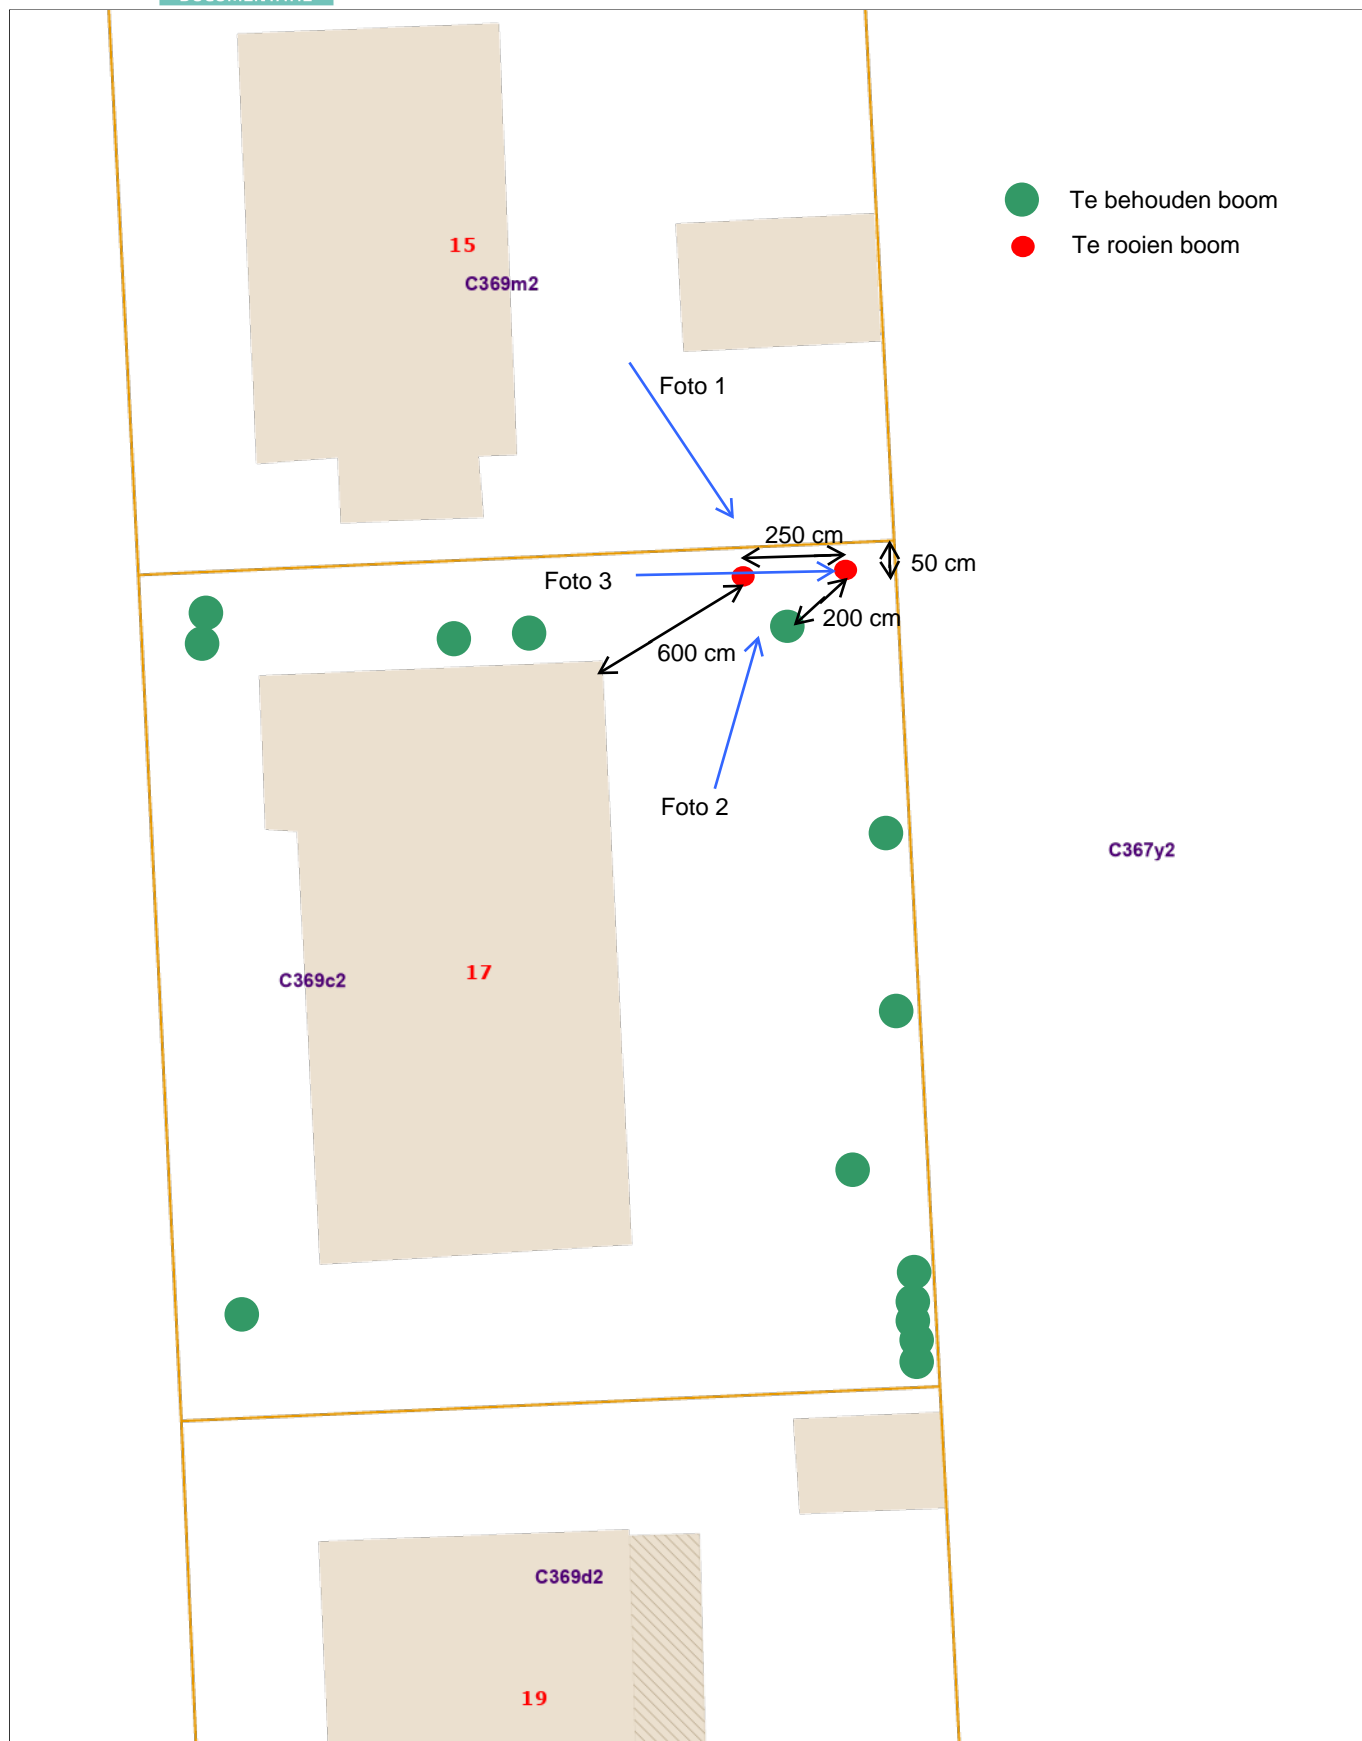 Te behouden boom
15
Te rooien boom
C369m2
Foto 1
250 cm
50 cm
Foto 3
200 cm
600 cm
Foto 2
C367y2
17
C369c2
C369d2
19